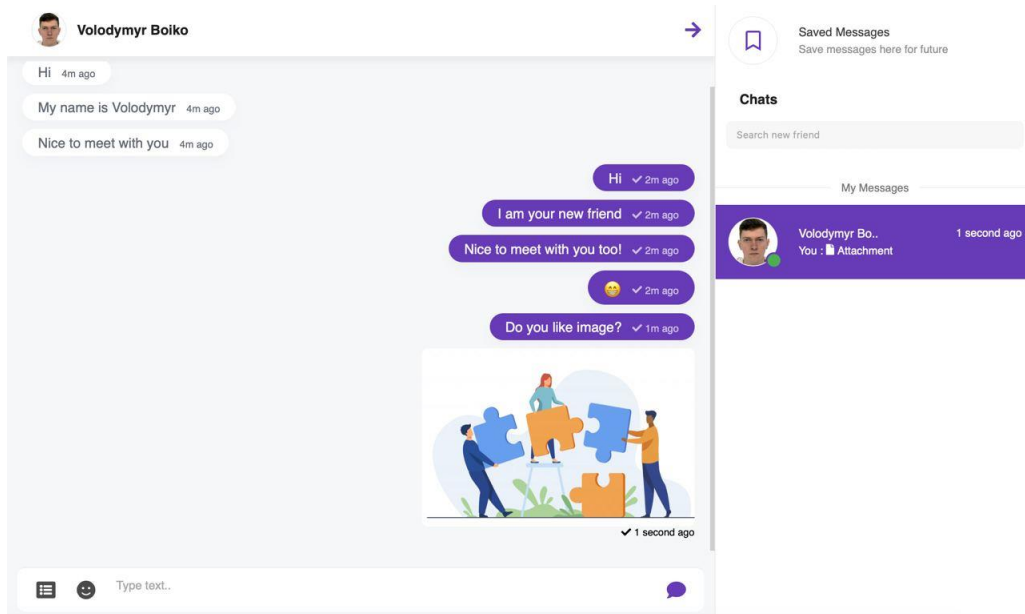 Volodymyr Boiko
Hi 4m ago
My name is Volodymyr 4m ago
Nice to meet with you 4m ago
Hi 2m ago
I am your new friend 2m ago
Nice to meet with you too! 2m ago
😁 2m ago
Do you like image? 1m ago
1 second ago
Type text..
Saved Messages
Save messages here for future
Chats
Search new friend
My Messages
Volodymyr Bo.. 1 second ago
You : Attachment